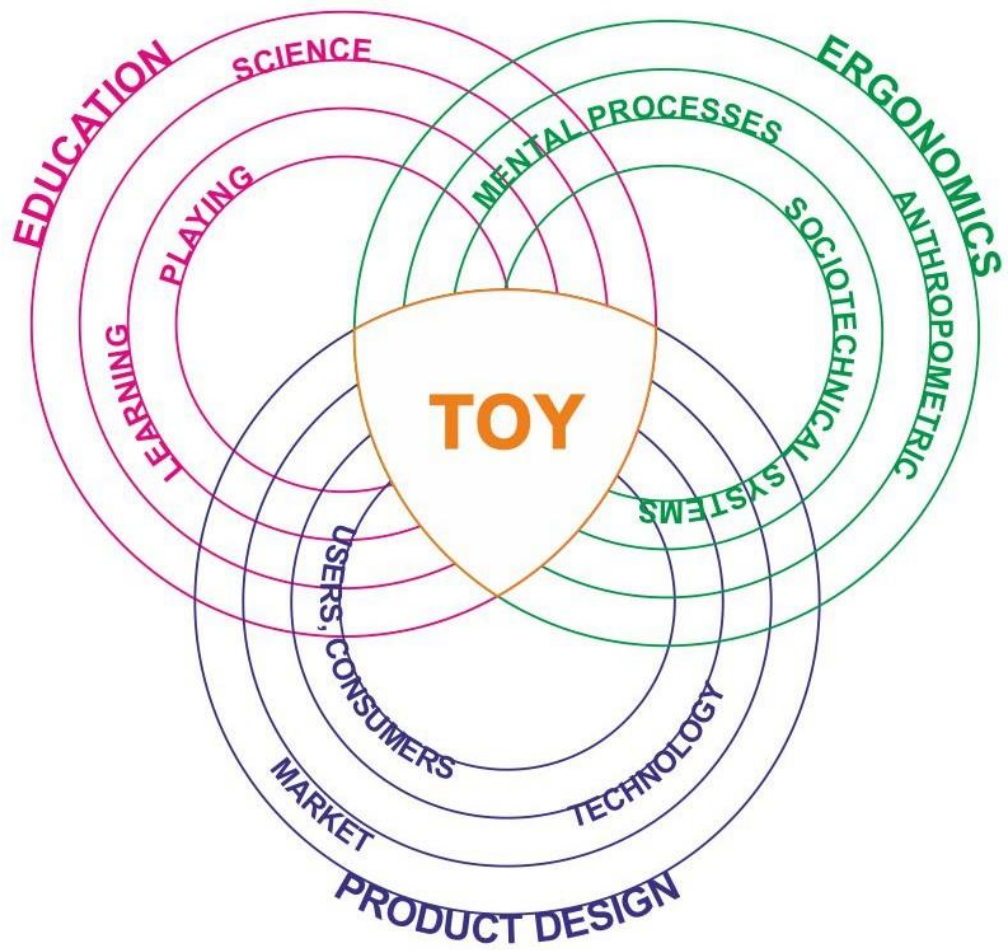 EDUCATION
SCIENCE
PLAYING
LEARNING
ERGONOMICS
MENTAL PROCESSES
SOCIOTECHNICAL SYSTEMS
ANTHROPOMETRIC
TOY
USERS, CONSUMERS
TECHNOLOGY
MARKET
PRODUCT DESIGN